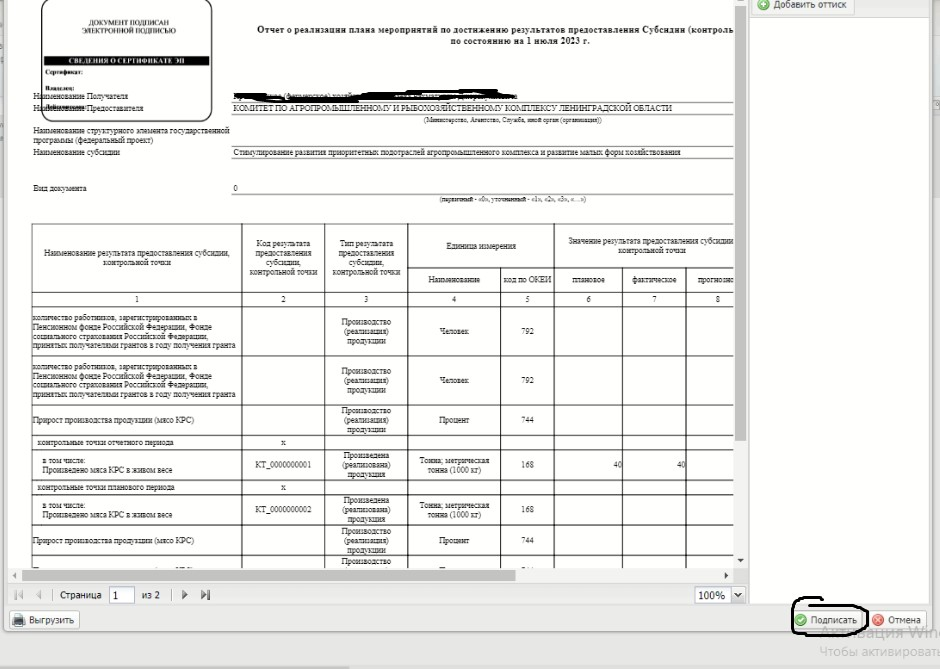 Добавить оттиск
ДОКУМЕНТ ПОДПИСАН
ЭЛЕКТРОННОЙ ПОДПИСЬЮ
СВЕДЕНИЯ О СЕРТИФИКАТЕ ЭП
Сертификат:
Владелец:
Отчет о реализации плана мероприятий по достижению результатов предоставления Субсидии (контроль
по состоянию на 1 июля 2023 г.
Наименование Получателя
Наименование Предоставителя КОМИТЕТ ПО АГРОПРОМЫШЛЕННОМУ И РЫБОХОЗЯЙСТВЕННОМУ КОМПЛЕКСУ ЛЕНИНГРАДСКОЙ ОБЛАСТИ
(Министерство, Агентство, Служба, иной орган (организация))
Наименование структурного элемента государственной
программы (федеральный проект)
Наименование субсидии Стимулирование развития приоритетных подотраслей агропромышленного комплекса и развитие малых форм хозяйствования
Вид документа 0
(первичный - «0», уточненный - «1», «2», «3», «...»)
Наименование результата предоставления субсидии,
контрольной точки
Код результата
предоставления
субсидии,
контрольной точки
Тип результата
предоставления
субсидии,
контрольной точки
Единица измерения
Значение результата предоставления субсидии
контрольной точки
Наименование код по ОКЕИ плановое фактическое прогнозно
1 2 3 4 5 6 7 8
количество работников, зарегистрированных в
Пенсионном фонде Российской Федерации, Фонде
социального страхования Российской Федерации,
принятых получателями грантов в году получения гранта
Производство
(реализация)
продукции
Человек 792
количество работников, зарегистрированных в
Пенсионном фонде Российской Федерации, Фонде
социального страхования Российской Федерации,
принятых получателями грантов в году получения гранта
Производство
(реализация)
продукции
Человек 792
Прирост производства продукции (мясо КРС)
Производство
(реализация)
продукции
Процент 744
контрольные точки отчетного периода x
в том числе:
Произведено мяса КРС в живом весе
КТ_0000000001
Произведена
(реализована)
продукция
Тонна; метрическая
тонна (1000 кг)
168 40 40
контрольные точки планового периода x
в том числе:
Произведено мяса КРС в живом весе
КТ_0000000002
Произведена
(реализована)
продукция
Тонна; метрическая
тонна (1000 кг)
168
Прирост производства продукции (мясо КРС)
Производство
(реализация)
продукции
Процент 744
Производство
Страница 1 из 2 100%
Выгрузить Подписать Отмена
Активация Win
Чтобы активировать